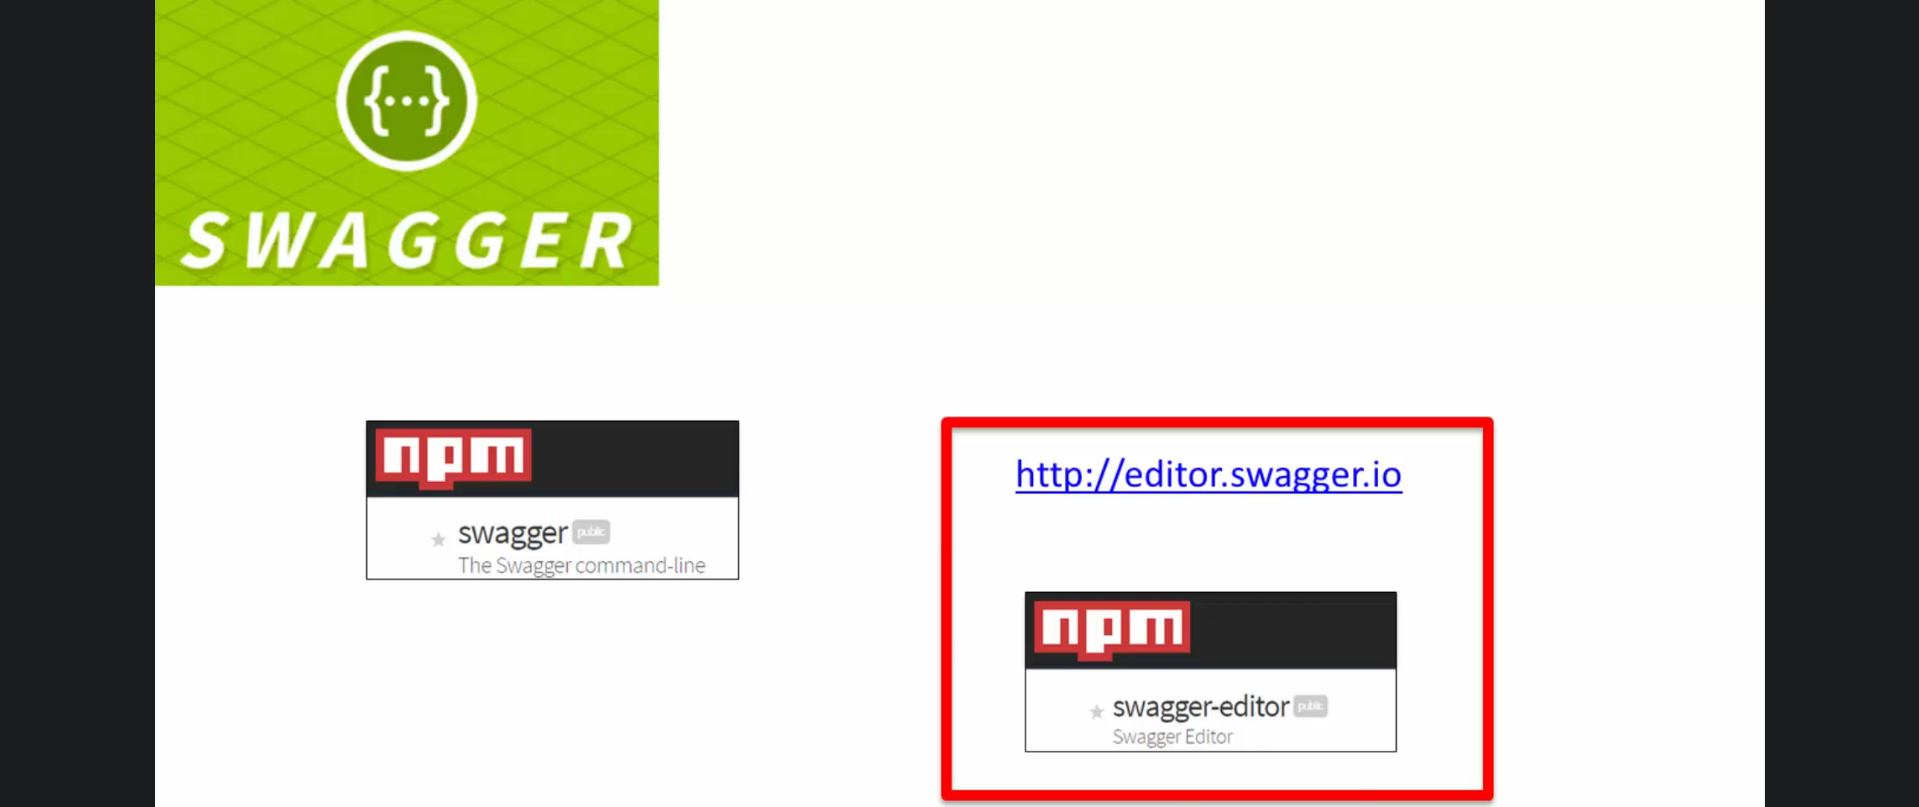 {···}
SWAGGER
npm
swagger public
The Swagger command-line
http://editor.swagger.io
npm
swagger-editor public
Swagger Editor